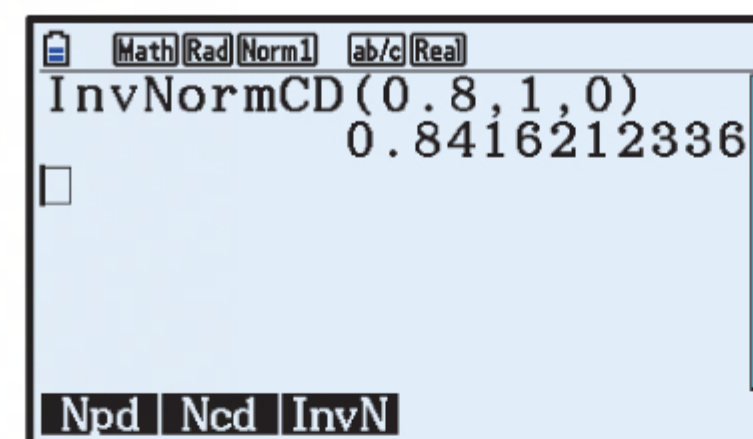 Math Rad Norm1 ab/c Real
InvNormCD(0.8,1,0)
0.8416212336
Npd Ncd InvN